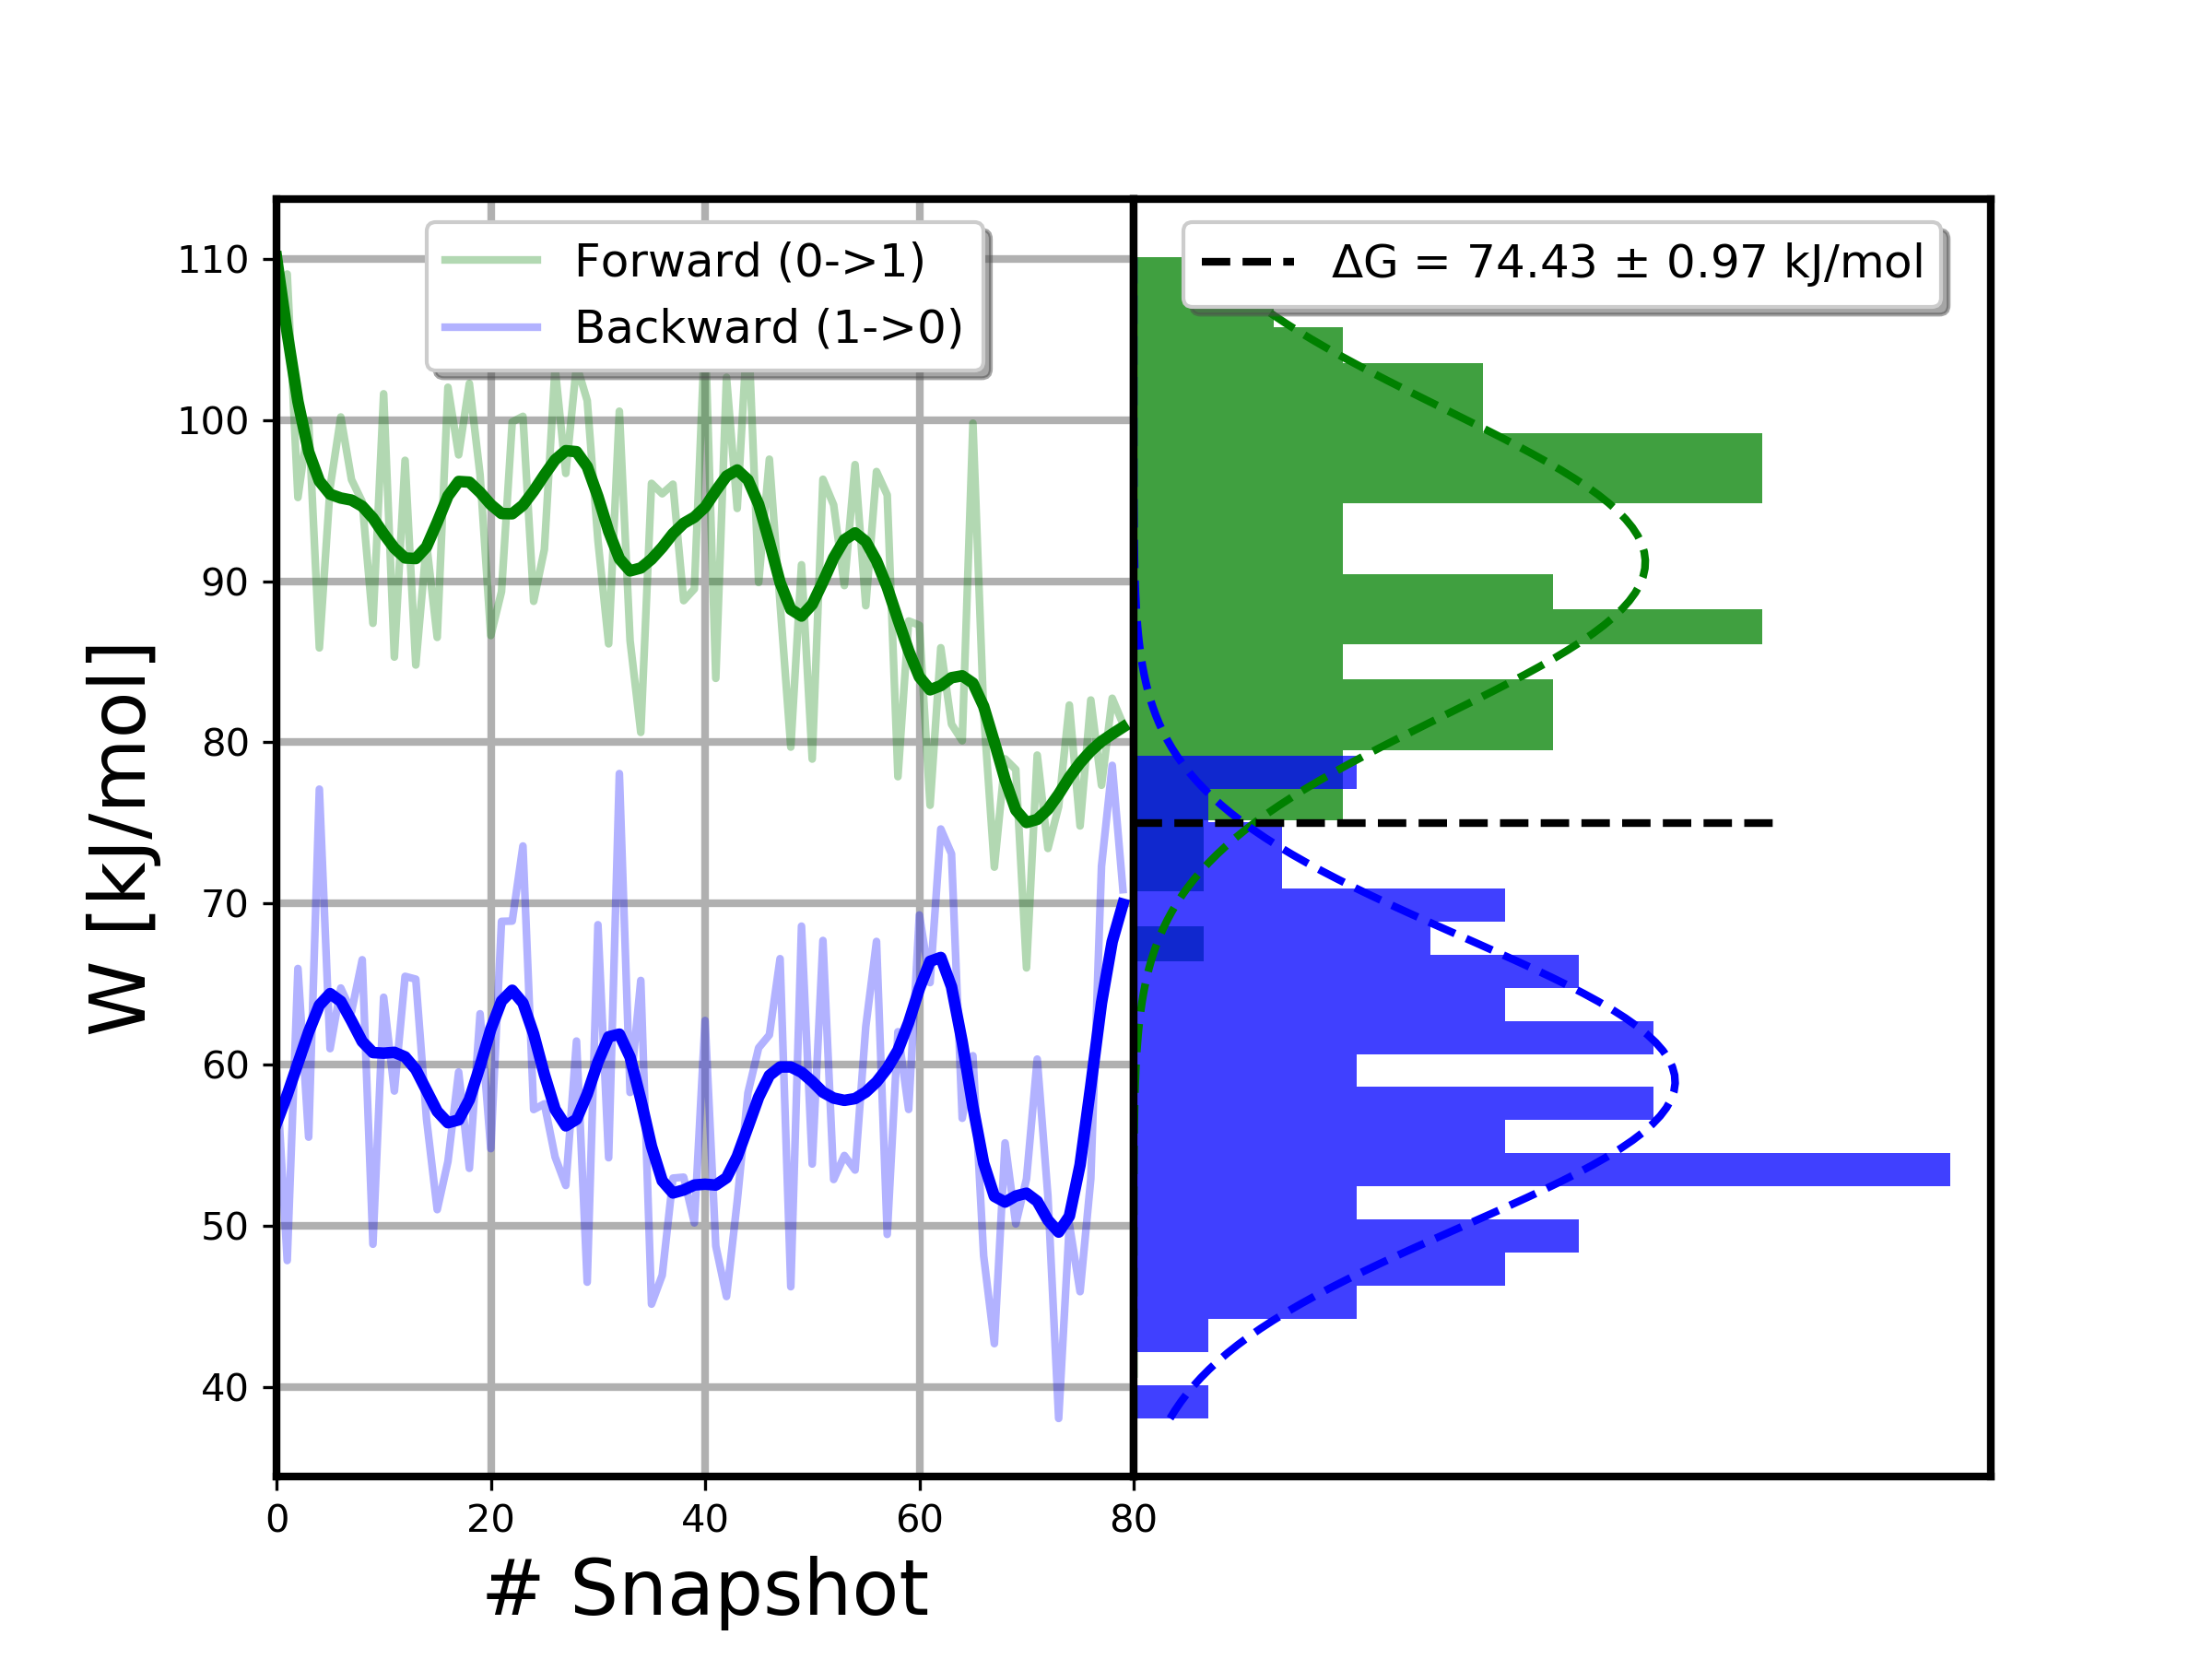 Forward (0->1)
Backward (1->0)
ΔG = 74.43 ± 0.97 kJ/mol
W [kJ/mol]
110
100
90
80
70
60
50
40
0 20 40 60 80
# Snapshot